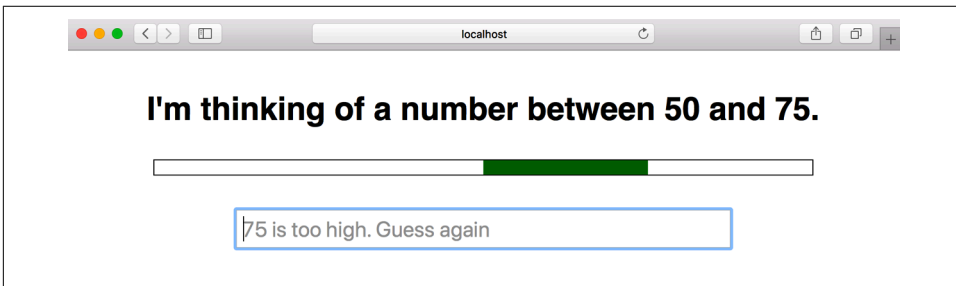 localhost
I'm thinking of a number between 50 and 75.
75 is too high. Guess again